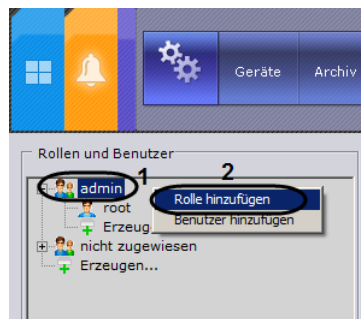 Geräte Archiv
Rollen und Benutzer
admin 1 2
root Rolle hinzufügen
Erzeug Benutzer hinzufügen
nicht zugewiesen
Erzeugen...